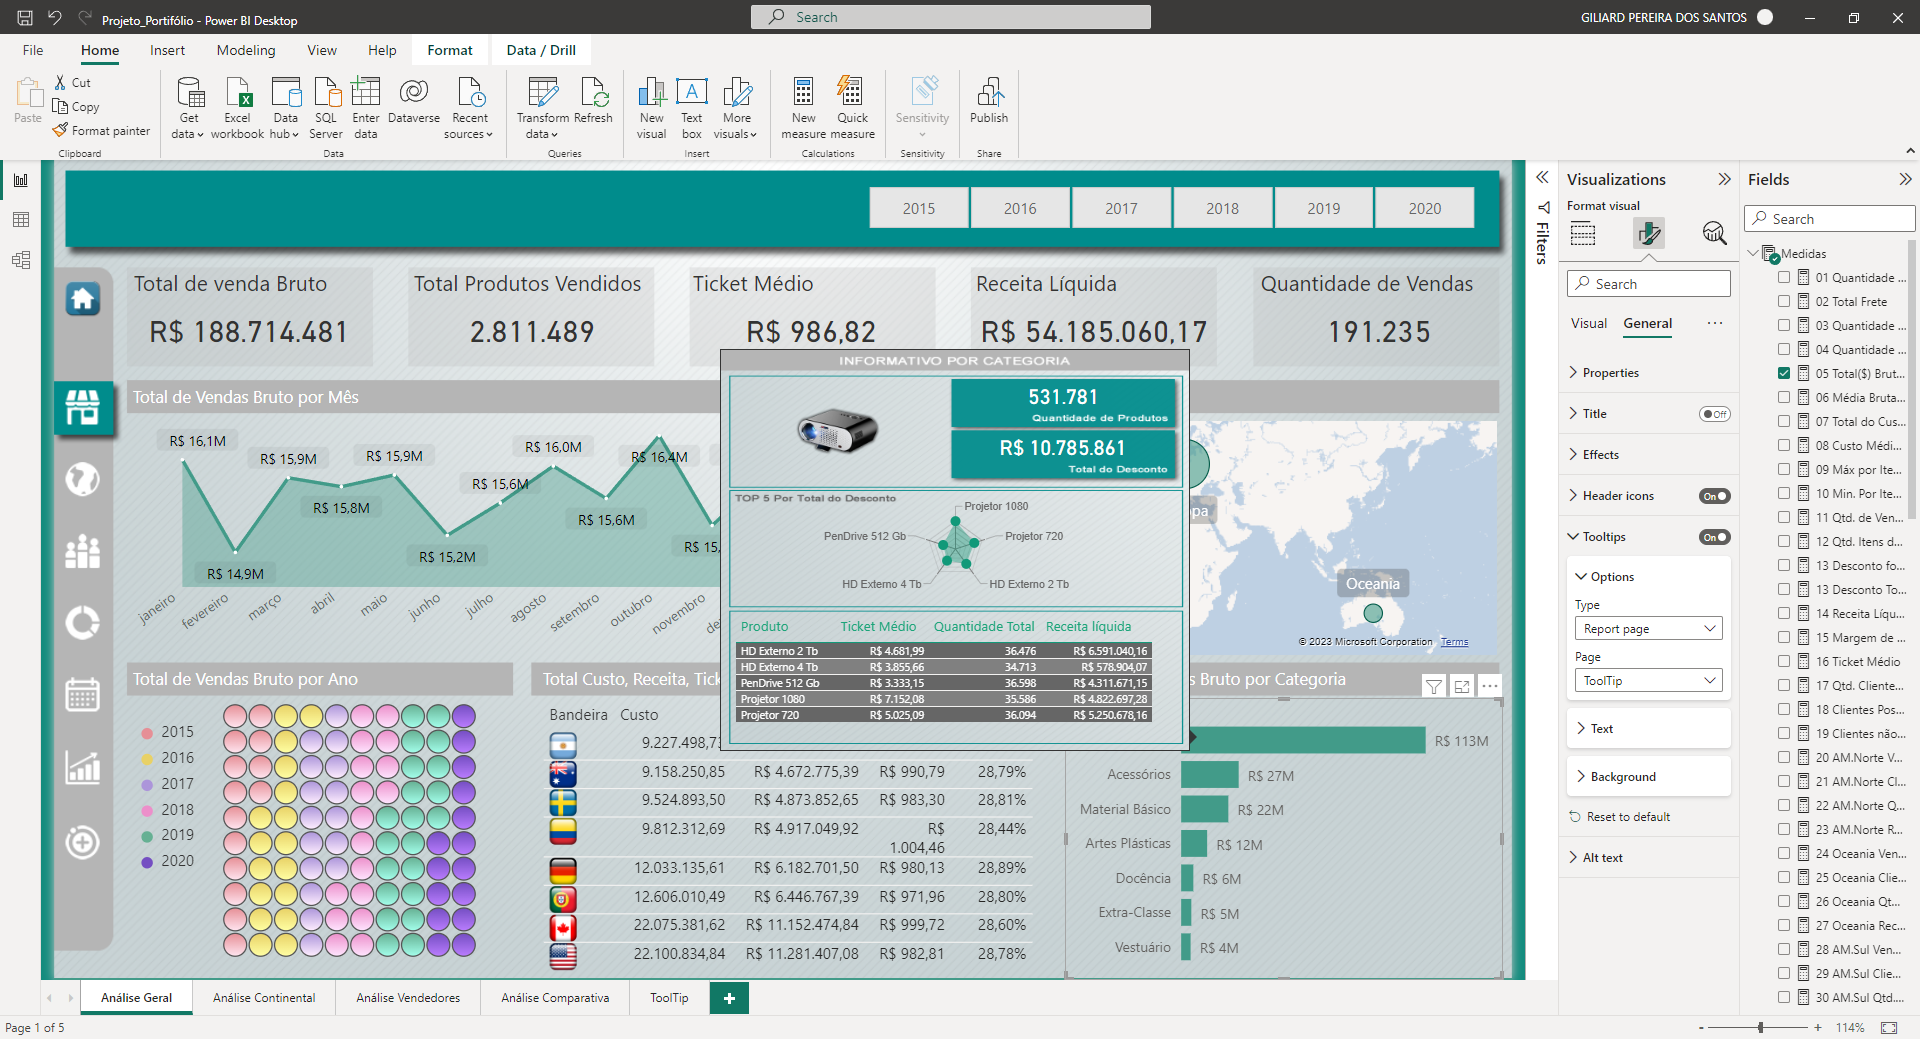 Projeto_Portifólio - Power BI Desktop
Search
GILIARD PEREIRA DOS SANTOS
File
Home
Insert
Modeling
View
Help
Format
Data / Drill
Paste
Cut
Copy
Format painter
Clipboard
Get data
Excel workbook
Data hub
SQL Server
Enter data
Dataverse
Recent sources
Data
Transform data
Refresh
Queries
New visual
Text box
More visuals
Insert
New measure
Quick measure
Calculations
Sensitivity
Sensitivity
Publish
Share
2015
2016
2017
2018
2019
2020
Total de venda Bruto
R$ 188.714.481
Total Produtos Vendidos
2.811.489
Ticket Médio
R$ 986,82
Receita Líquida
R$ 54.185.060,17
Quantidade de Vendas
191.235
Total de Vendas Bruto por Mês
R$ 16,1M
R$ 14,9M
R$ 15,9M
R$ 15,8M
R$ 15,9M
R$ 15,2M
R$ 15,6M
R$ 16,0M
R$ 15,6M
R$ 16,4M
R$ 15,
janeiro
fevereiro
março
abril
maio
junho
julho
agosto
setembro
outubro
novembro
de
INFORMATIVO POR CATEGORIA
531.781
Quantidade de Produtos
R$ 10.785.861
Total do Desconto
TOP 5 Por Total do Desconto
Projetor 1080
Projetor 720
HD Externo 2 Tb
HD Externo 4 Tb
PenDrive 512 Gb
Produto Ticket Médio Quantidade Total Receita líquida
HD Externo 2 Tb R$ 4.681,99 36.476 R$ 6.591.040,16
HD Externo 4 Tb R$ 3.855,66 34.713 R$ 578.904,07
PenDrive 512 Gb R$ 3.333,15 36.598 R$ 4.311.671,15
Projetor 1080 R$ 7.152,08 35.586 R$ 4.822.697,28
Projetor 720 R$ 5.025,09 36.094 R$ 5.250.678,16
pa
Oceania
© 2023 Microsoft Corporation Terms
Total de Vendas Bruto por Ano
2015
2016
2017
2018
2019
2020
Total Custo, Receita, Tick
Bandeira Custo
9.227.498,73
9.158.250,85 R$ 4.672.775,39 R$ 990,79 28,79%
9.524.893,50 R$ 4.873.852,65 R$ 983,30 28,81%
9.812.312,69 R$ 4.917.049,92 R$ 1.004,46 28,44%
12.033.135,61 R$ 6.182.701,50 R$ 980,13 28,89%
12.606.010,49 R$ 6.446.767,39 R$ 971,96 28,80%
22.075.381,62 R$ 11.152.474,84 R$ 999,72 28,60%
22.100.834,84 R$ 11.281.407,08 R$ 982,81 28,78%
s Bruto por Categoria
R$ 113M
Acessórios R$ 27M
Material Básico R$ 22M
Artes Plásticas R$ 12M
Docência R$ 6M
Extra-Classe R$ 5M
Vestuário R$ 4M
Filters
Visualizations
Format visual
Search
Visual
General
Properties
Title Off
Effects
Header icons On
Tooltips On
Options
Type
Report page
Page
ToolTip
Text
Background
Reset to default
Alt text
Fields
Search
Medidas
01 Quantidade ...
02 Total Frete
03 Quantidade ...
04 Quantidade ...
05 Total($) Brut...
06 Média Bruta...
07 Total do Cus...
08 Custo Médi...
09 Máx por Ite...
10 Min. Por Ite...
11 Qtd. de Ven...
12 Qtd. Itens d...
13 Desconto fo...
13 Desconto To...
14 Receita Líqu...
15 Margem de ...
16 Ticket Médio
17 Qtd. Cliente...
18 Clientes Pos...
19 Clientes não...
20 AM.Norte V...
21 AM.Norte Cl...
22 AM.Norte Q...
23 AM.Norte R...
24 Oceania Ven...
25 Oceania Clie...
26 Oceania Qt...
27 Oceania Rec...
28 AM.Sul Ven...
29 AM.Sul Clie...
30 AM.Sul Qtd....
Análise Geral
Análise Continental
Análise Vendedores
Análise Comparativa
ToolTip
+
Page 1 of 5
- + 114%